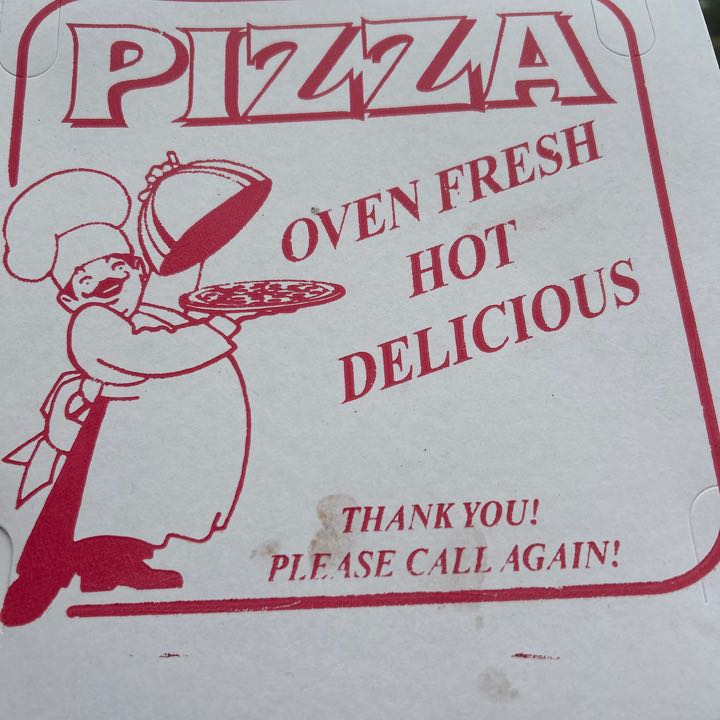 PIZZA
OVEN FRESH
HOT
DELICIOUS
THANK YOU!
PLEASE CALL AGAIN!